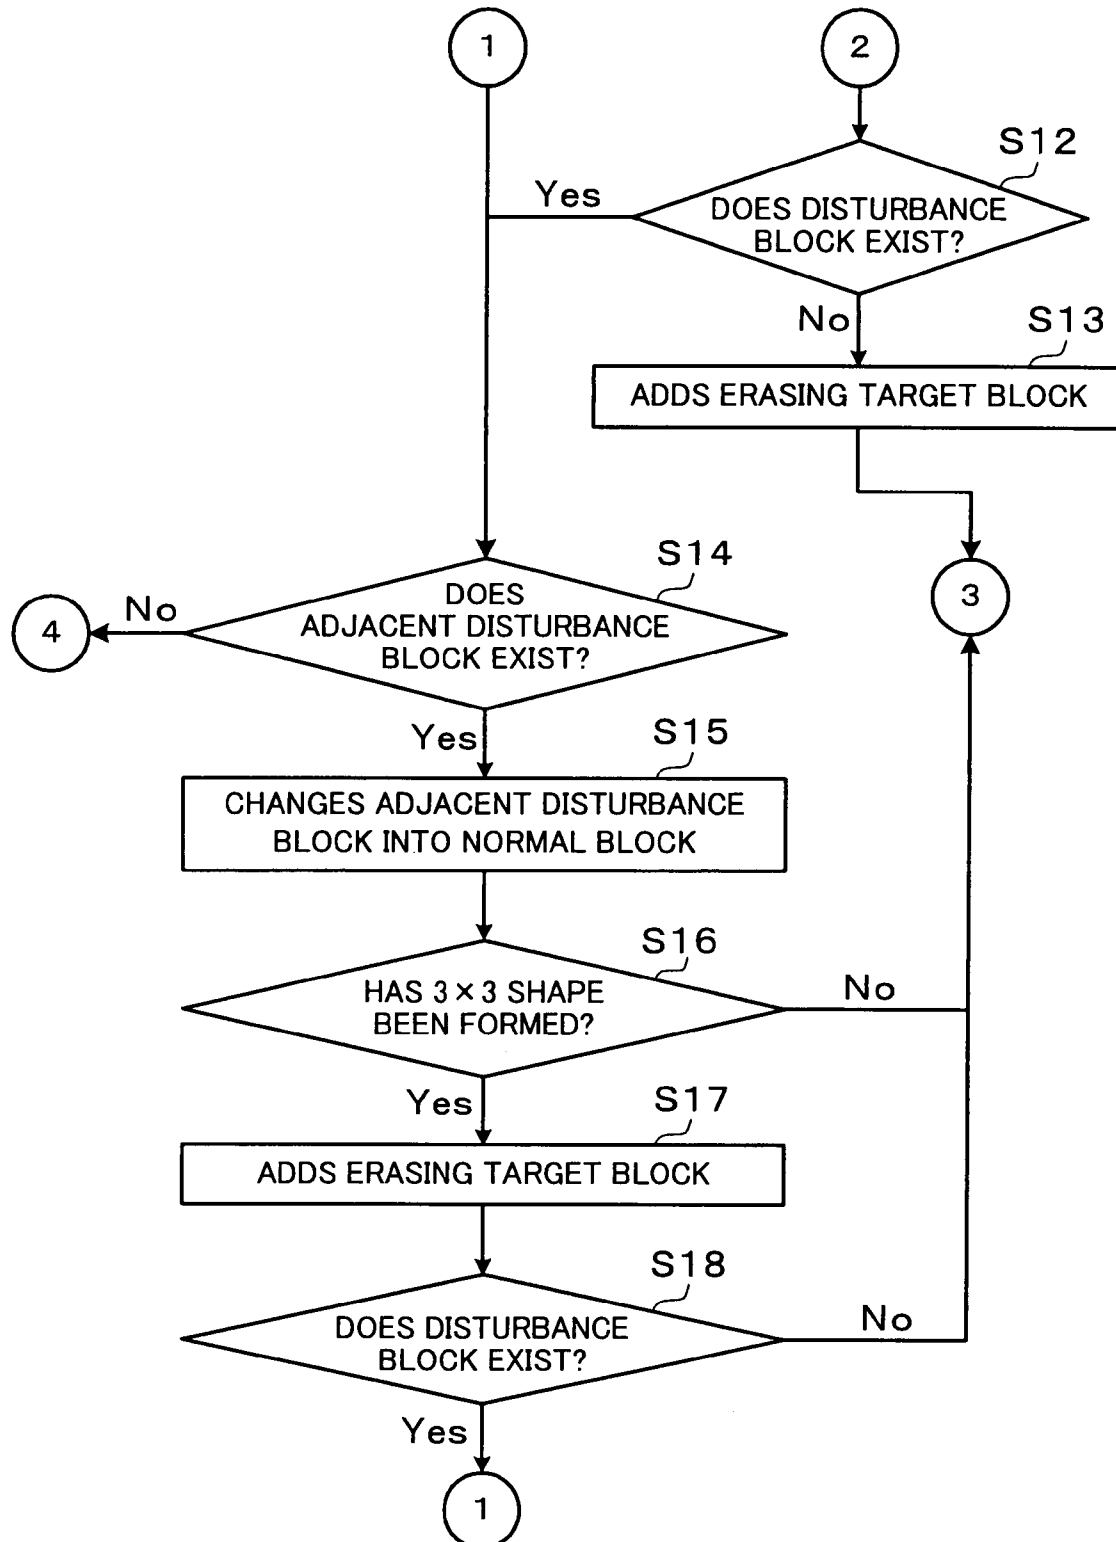 1
2
S12
Yes
DOES DISTURBANCE
BLOCK EXIST?
No
S13
ADDS ERASING TARGET BLOCK
S14
3
4
No
DOES
ADJACENT DISTURBANCE
BLOCK EXIST?
Yes
S15
CHANGES ADJACENT DISTURBANCE
BLOCK INTO NORMAL BLOCK
S16
HAS 3×3 SHAPE
BEEN FORMED?
No
Yes
S17
ADDS ERASING TARGET BLOCK
S18
DOES DISTURBANCE
BLOCK EXIST?
No
Yes
1